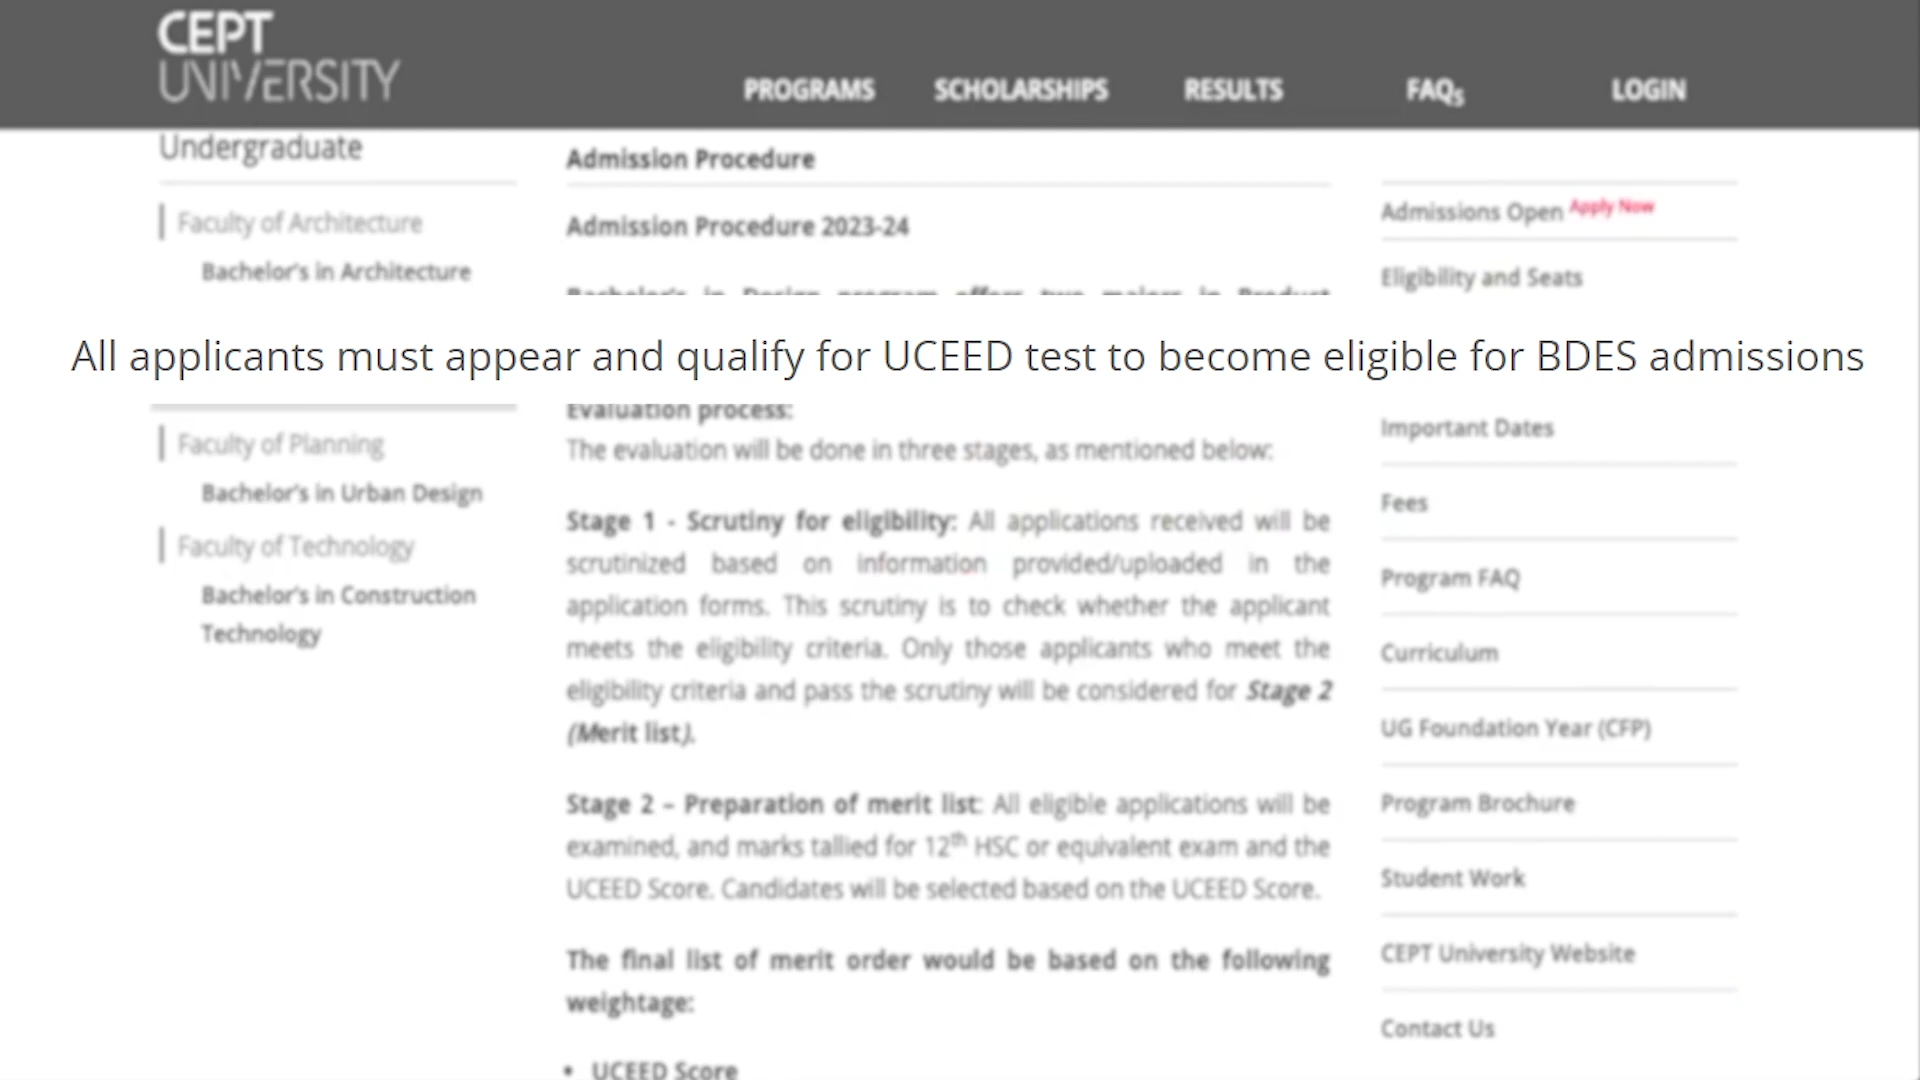 CEPT
UNIVERSITY
PROGRAMS
SCHOLARSHIPS
RESULTS
FAQs
LOGIN
Undergraduate
Faculty of Architecture
Bachelor's in Architecture
Admission Procedure
Admission Procedure 2023-24
Bachelor's in Design program offers two majors in Product
Admissions Open Apply Now
Eligibility and Seats
All applicants must appear and qualify for UCEED test to become eligible for BDES admissions
Faculty of Planning
Bachelor's in Urban Design
Faculty of Technology
Bachelor's in Construction
Technology
Evaluation process:
The evaluation will be done in three stages, as mentioned below:
Stage 1 - Scrutiny for eligibility: All applications received will be
scrutinized based on information provided/uploaded in the
application forms. This scrutiny is to check whether the applicant
meets the eligibility criteria. Only those applicants who meet the
eligibility criteria and pass the scrutiny will be considered for Stage 2
(Merit list).
Stage 2 – Preparation of merit list: All eligible applications will be
examined, and marks tallied for 12th HSC or equivalent exam and the
UCEED Score. Candidates will be selected based on the UCEED Score.
The final list of merit order would be based on the following
weightage:
• UCEED Score
Important Dates
Fees
Program FAQ
Curriculum
UG Foundation Year (CFP)
Program Brochure
Student Work
CEPT University Website
Contact Us